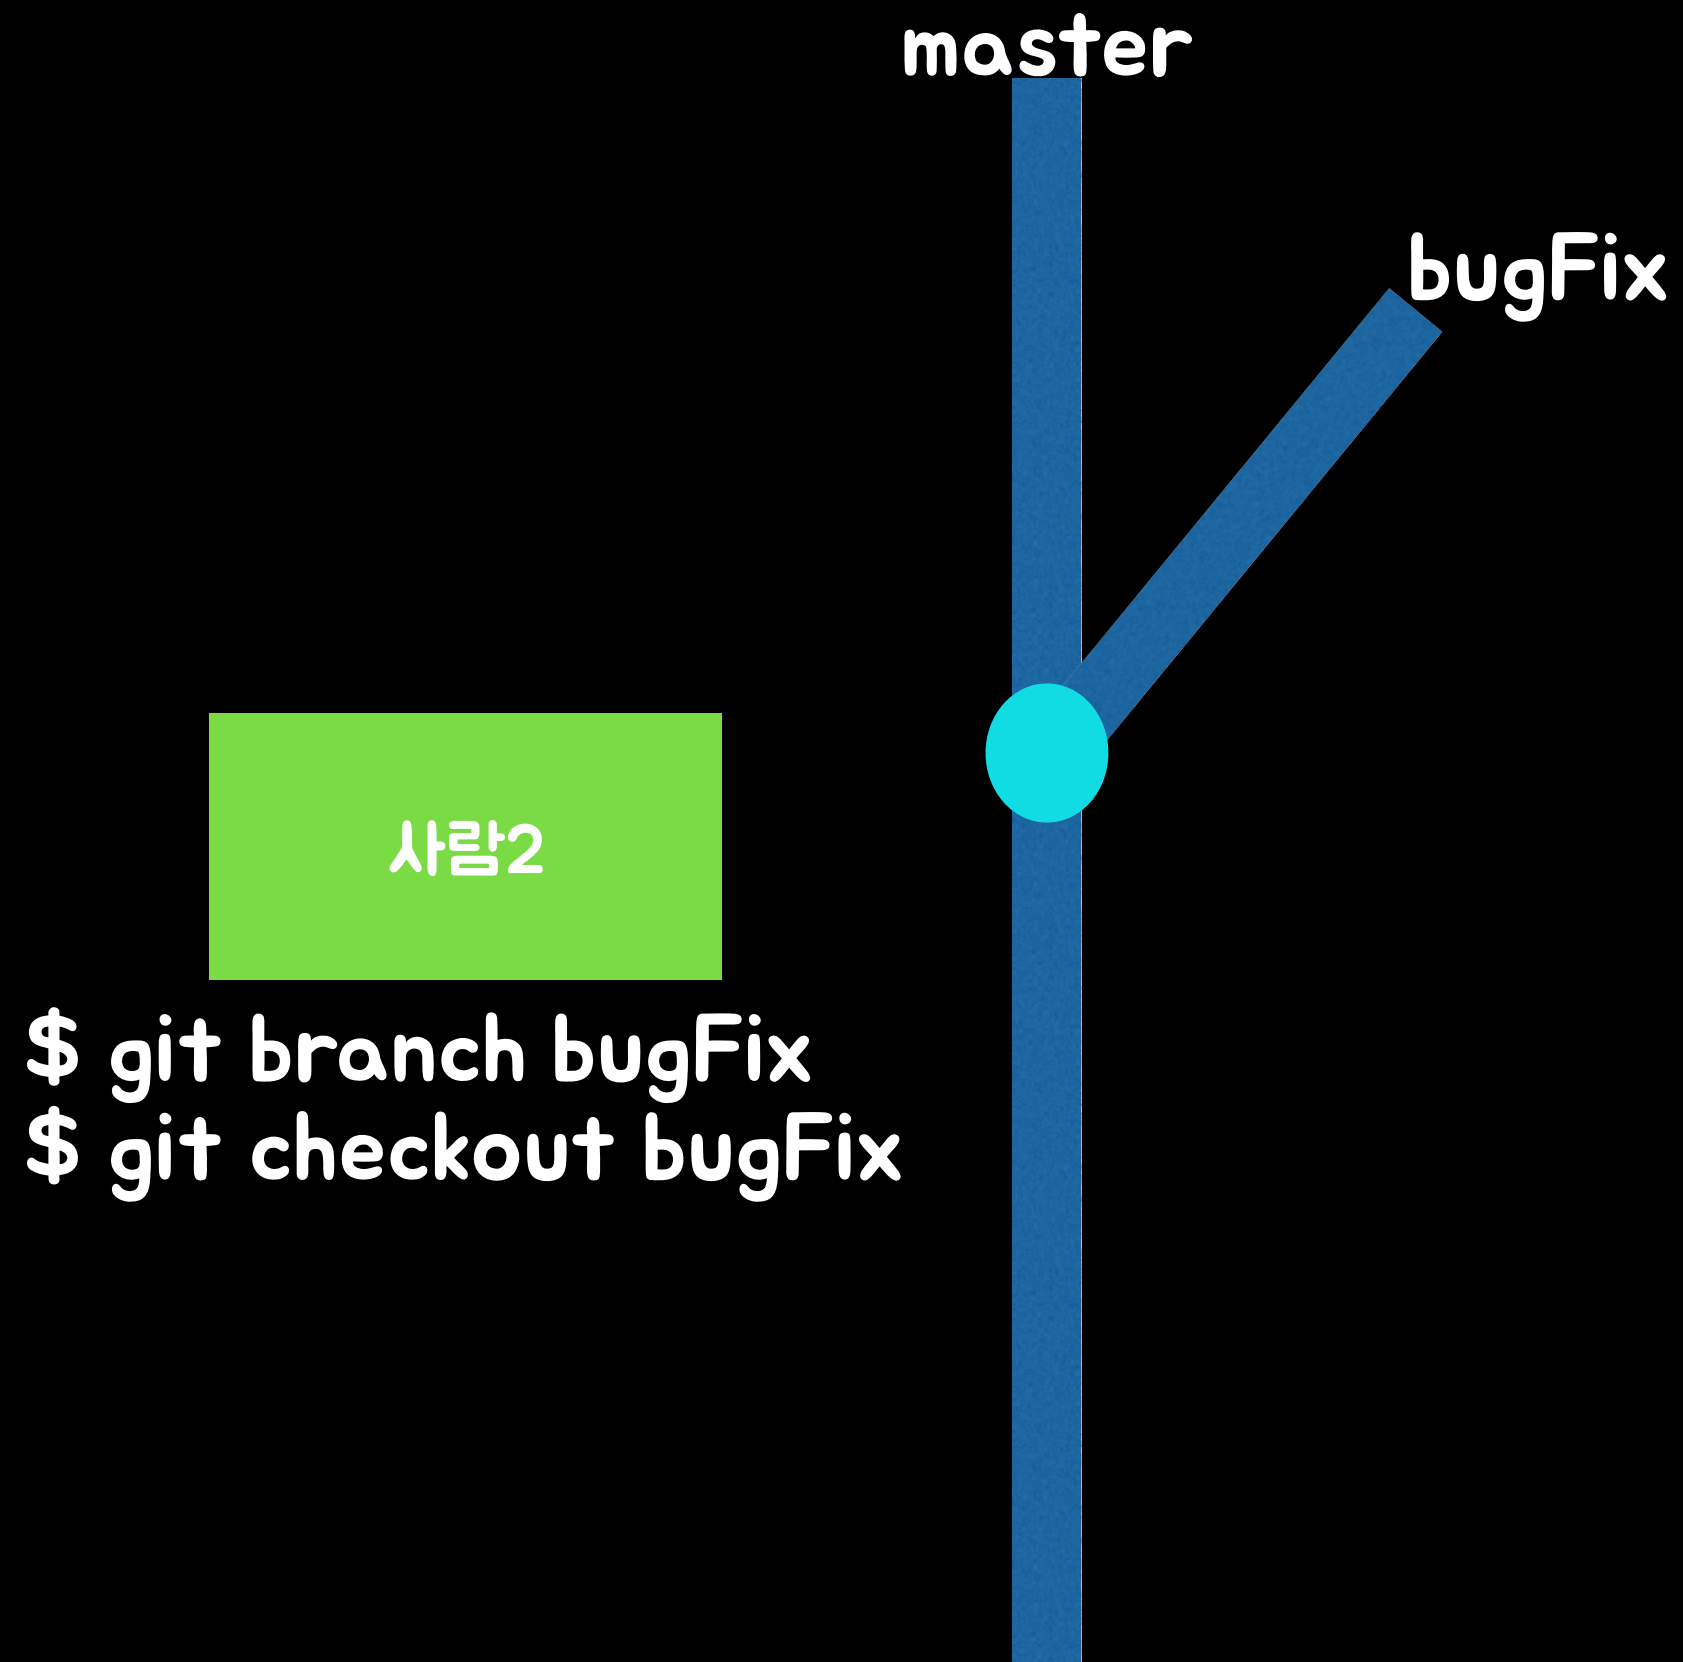 master
bugFix
사람2
$ git branch bugFix
$ git checkout bugFix